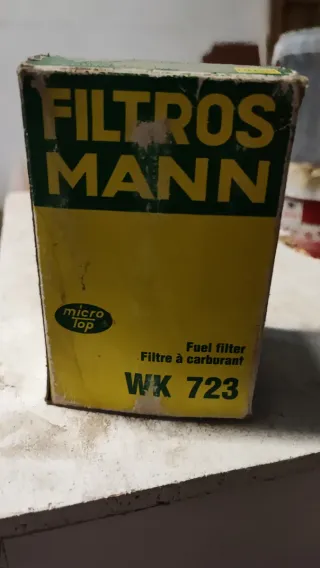 FILTROS
MANN
micro
Top
Fuel filter
Filtre à carburant
WK 723